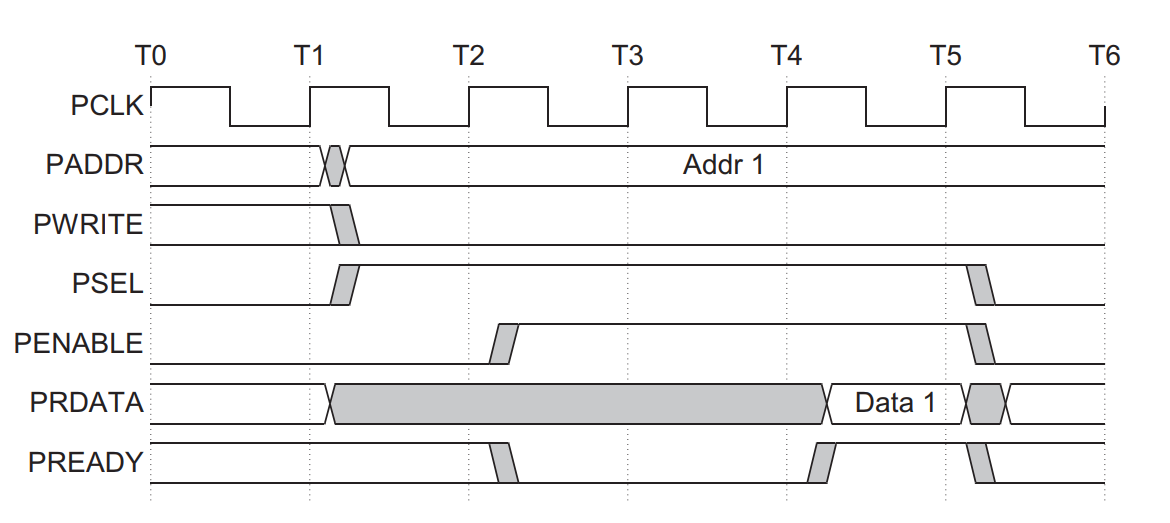 T0 T1 T2 T3 T4 T5 T6
PCLK
PADDR Addr 1
PWRITE
PSEL
PENABLE
PRDATA Data 1
PREADY